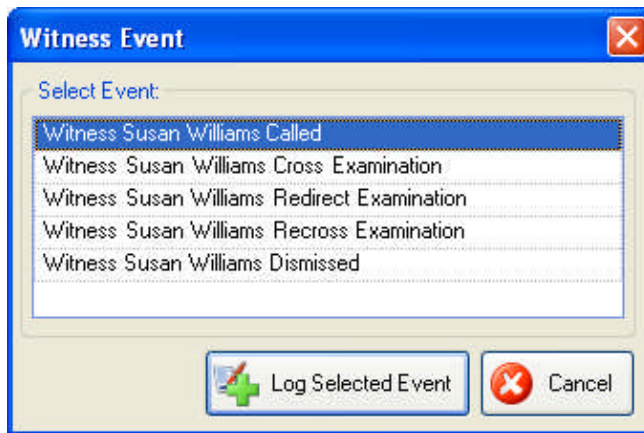 Witness Event
Select Event:
Witness Susan Williams Called
Witness Susan Williams Cross Examination
Witness Susan Williams Redirect Examination
Witness Susan Williams Recross Examination
Witness Susan Williams Dismissed
Log Selected Event
Cancel